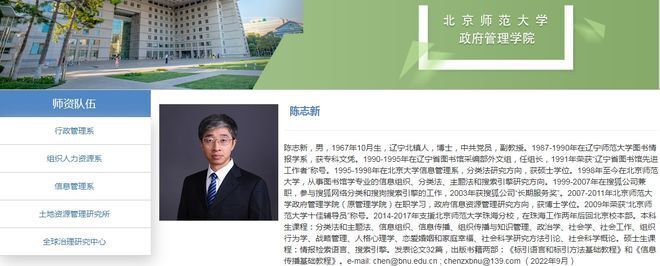 北京师范大学
政府管理学院
师资队伍
行政管理系
组织人力资源系
信息管理系
土地资源管理研究所
全球治理研究中心
陈志新
陈志新，男，1967年10月生，辽宁北镇人，博士，中共党员，副教授。1987-1990年在辽宁师范大学图书情
报学系，获专科文凭。1990-1995年在辽宁省图书馆采编部外文组，任组长，1991年荣获“辽宁省图书馆先进
工作者”称号。1995-1998年在北京大学信息管理系，分类法研究方向，获硕士学位。1998年至今在北京师范
大学，从事图书馆学专业的信息组织、分类法、主题法和搜索引擎研究方向。1999-2007年在搜狐公司兼
职，参与搜狐网络分类和搜狗搜索引擎的工作，2003年获搜狐公司“长期服务奖”。2007-2011年北京师范大
学政府管理学院（原管理学院）在职学习，政府信息资源管理研究方向，获博士学位。2009年荣获“北京师
范大学十佳辅导员”称号。2014-2017年支援北京师范大学珠海分校，在珠海工作两年后回北京校本部。本科
生课程：分类法和主题法、信息组织、信息传播、组织传播与知识管理、政治学、社会学、社会工作、组织
行为学、战略管理、人格心理学、恋爱婚姻和家庭幸福、社会科学研究方法引论、社会科学概论。硕士生课
程：情报检索语言、搜索引擎。发表论文32篇，出版书籍两部：《标引语言和标引方法基础教程》和《信息
传播基础教程》。e-mail: chen@bnu.edu.cn ; chenzxbnu@139.com （2022年9月）